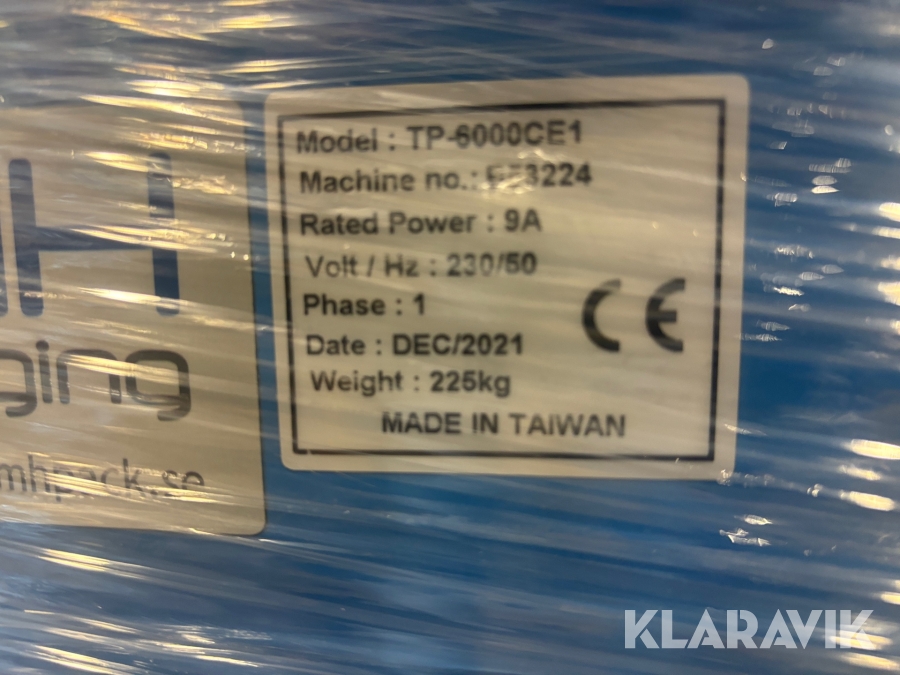 Model : TP-6000CE1
Machine no.:
Rated Power : 9A
Volt / Hz : 230/50
Phase : 1
Date : DEC/2021
Weight : 225kg
MADE IN TAIWAN
CE
H
ging
mhpack.se
KLARAVIK